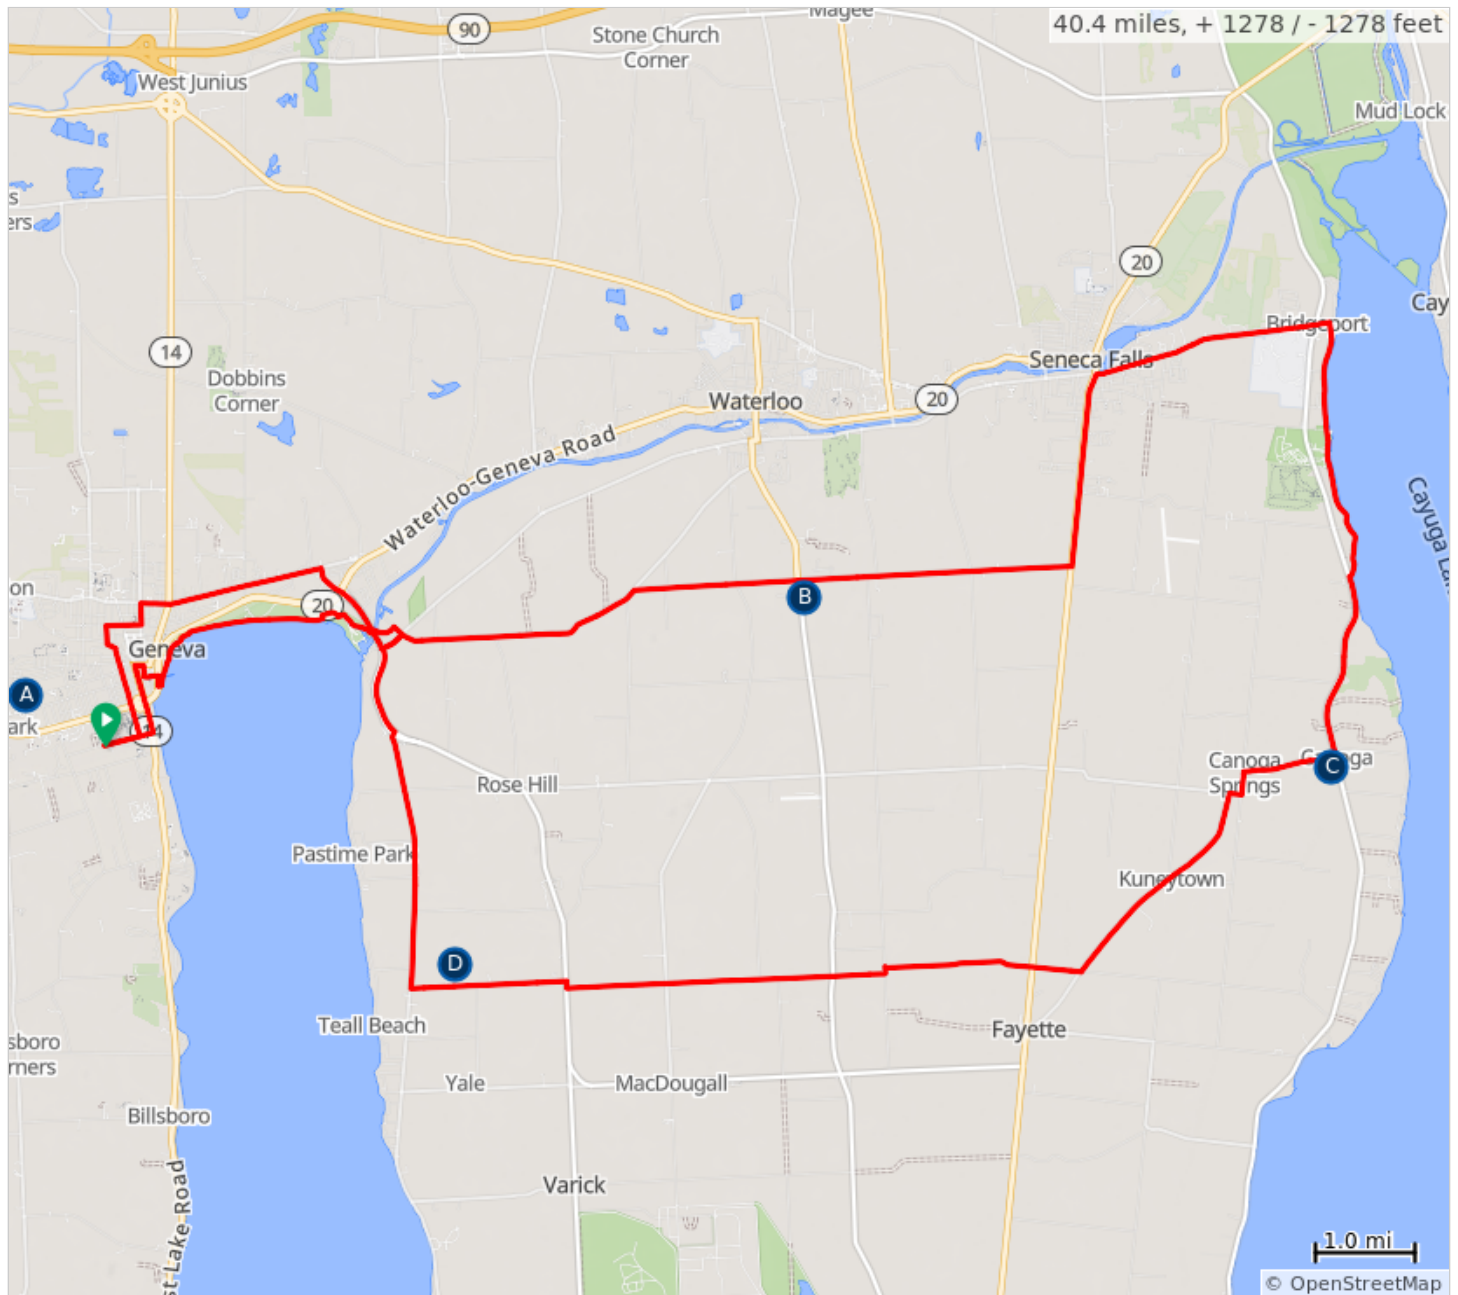 Magee
40.4 miles, + 1278 / - 1278 feet
90
Stone Church
Corner
West Junius
Mud Lock
s
ers
20
14
Cay
Bridgeport
Seneca Falls
Dobbins
Corner
Waterloo
20
Waterloo-Geneva Road
Cayuga La
on
20
B
Geneva
A
ark
14
Canoga
Springs
Canoga
C
Rose Hill
Pastime Park
Kuneytown
D
Teall Beach
Fayette
sboro
rners
Yale
MacDougall
Billsboro
Varick
st Lake Road
1.0 mi
© OpenStreetMap